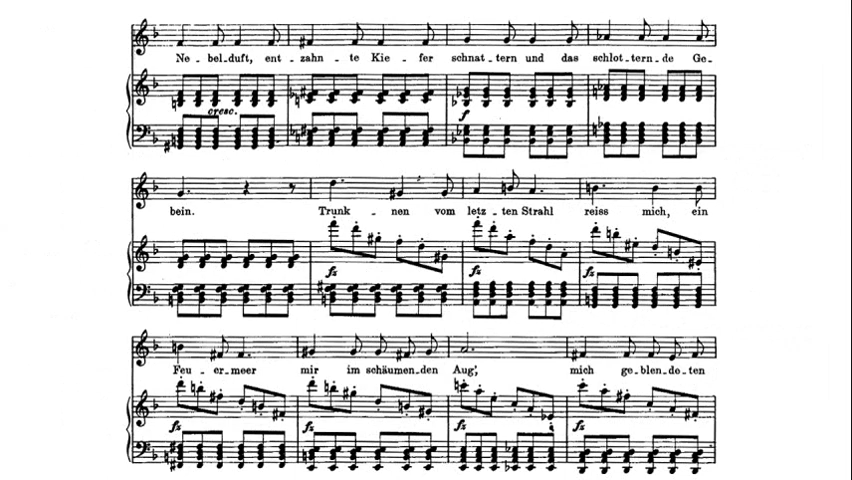 Ne - bel - duft, ent - zahn - te Kie - fer schnat - tern und das schlot - tern - de Ge -
cresc.
f
bein. Trunk - nen vom letz - ten Strahl reiss mich, ein
fz fz fz
Feu - er - meer mir im schäumen - den Aug', mich ge - blen - de - ten
fz fz fz fz